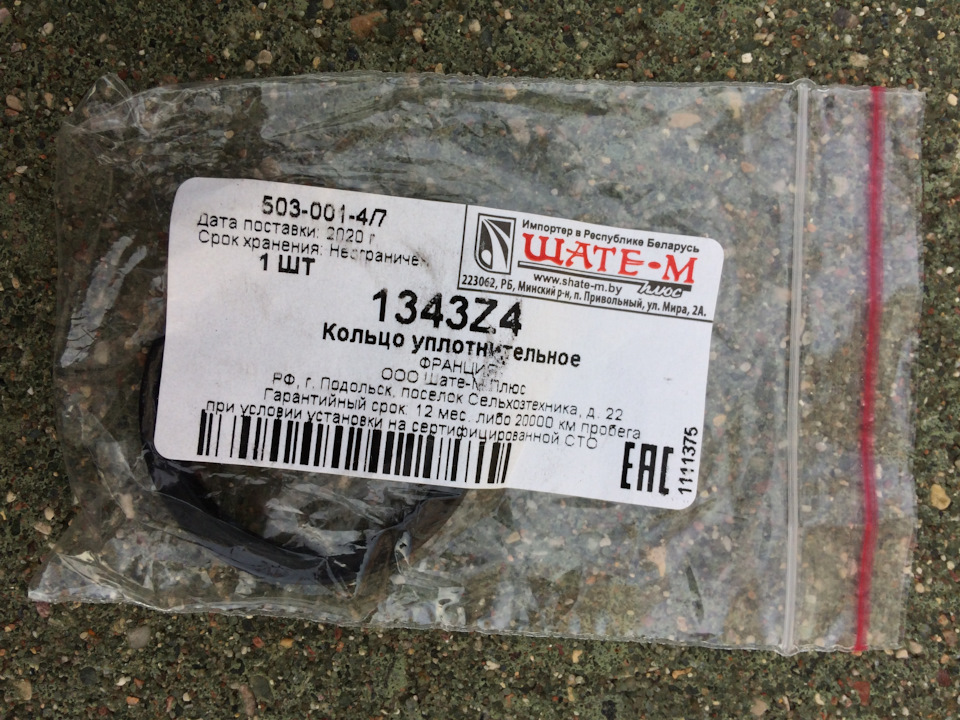 503-001-4/7
Дата поставки: 2020 г
Срок хранения: Неограничен
1 ШТ
Импортер в Республике Беларусь
ШАТЕ-М
плюс
www.shate-m.by
223062, РБ, Минский р-н, п. Привольный, ул. Мира, 2А.
1343Z4
Кольцо уплотнительное
ФРАНЦИЯ
ООО Шате-М Плюс
РФ, г. Подольск, поселок Сельхозтехника, д. 22
Гарантийный срок: 12 мес. либо 20000 км пробега
при условии установки на сертифицированной СТО
EAC
1111375